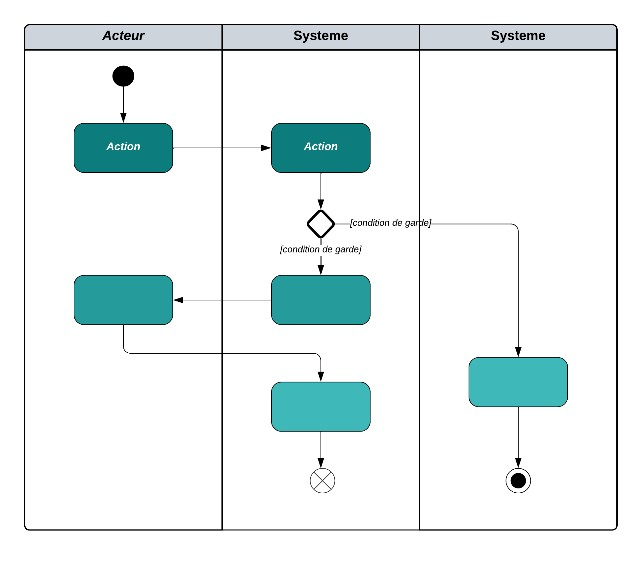 Acteur
Systeme
Systeme
Action
Action
[condition de garde]
[condition de garde]